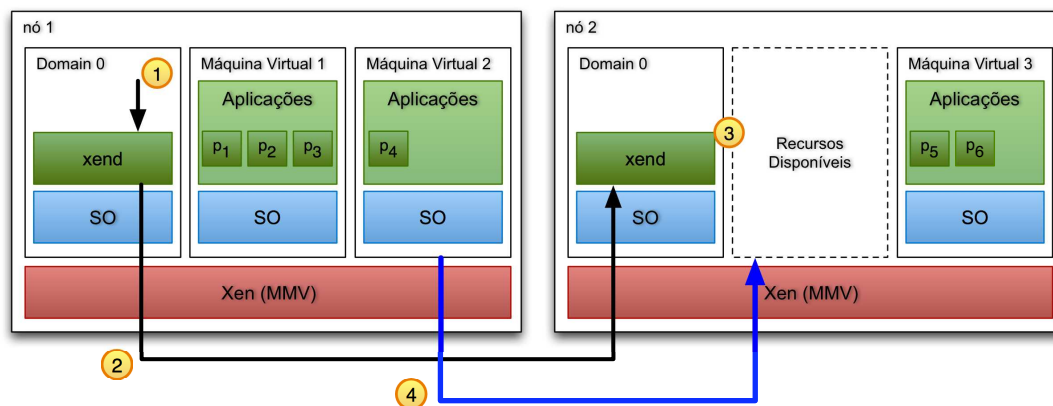 nó 1
Domain 0
1
xend
SO
Máquina Virtual 1
Aplicações
p1 p2 p3
SO
Máquina Virtual 2
Aplicações
p4
SO
Xen (MMV)
nó 2
Domain 0
xend
SO
3
Recursos
Disponíveis
Máquina Virtual 3
Aplicações
p5 p6
SO
Xen (MMV)
2
4